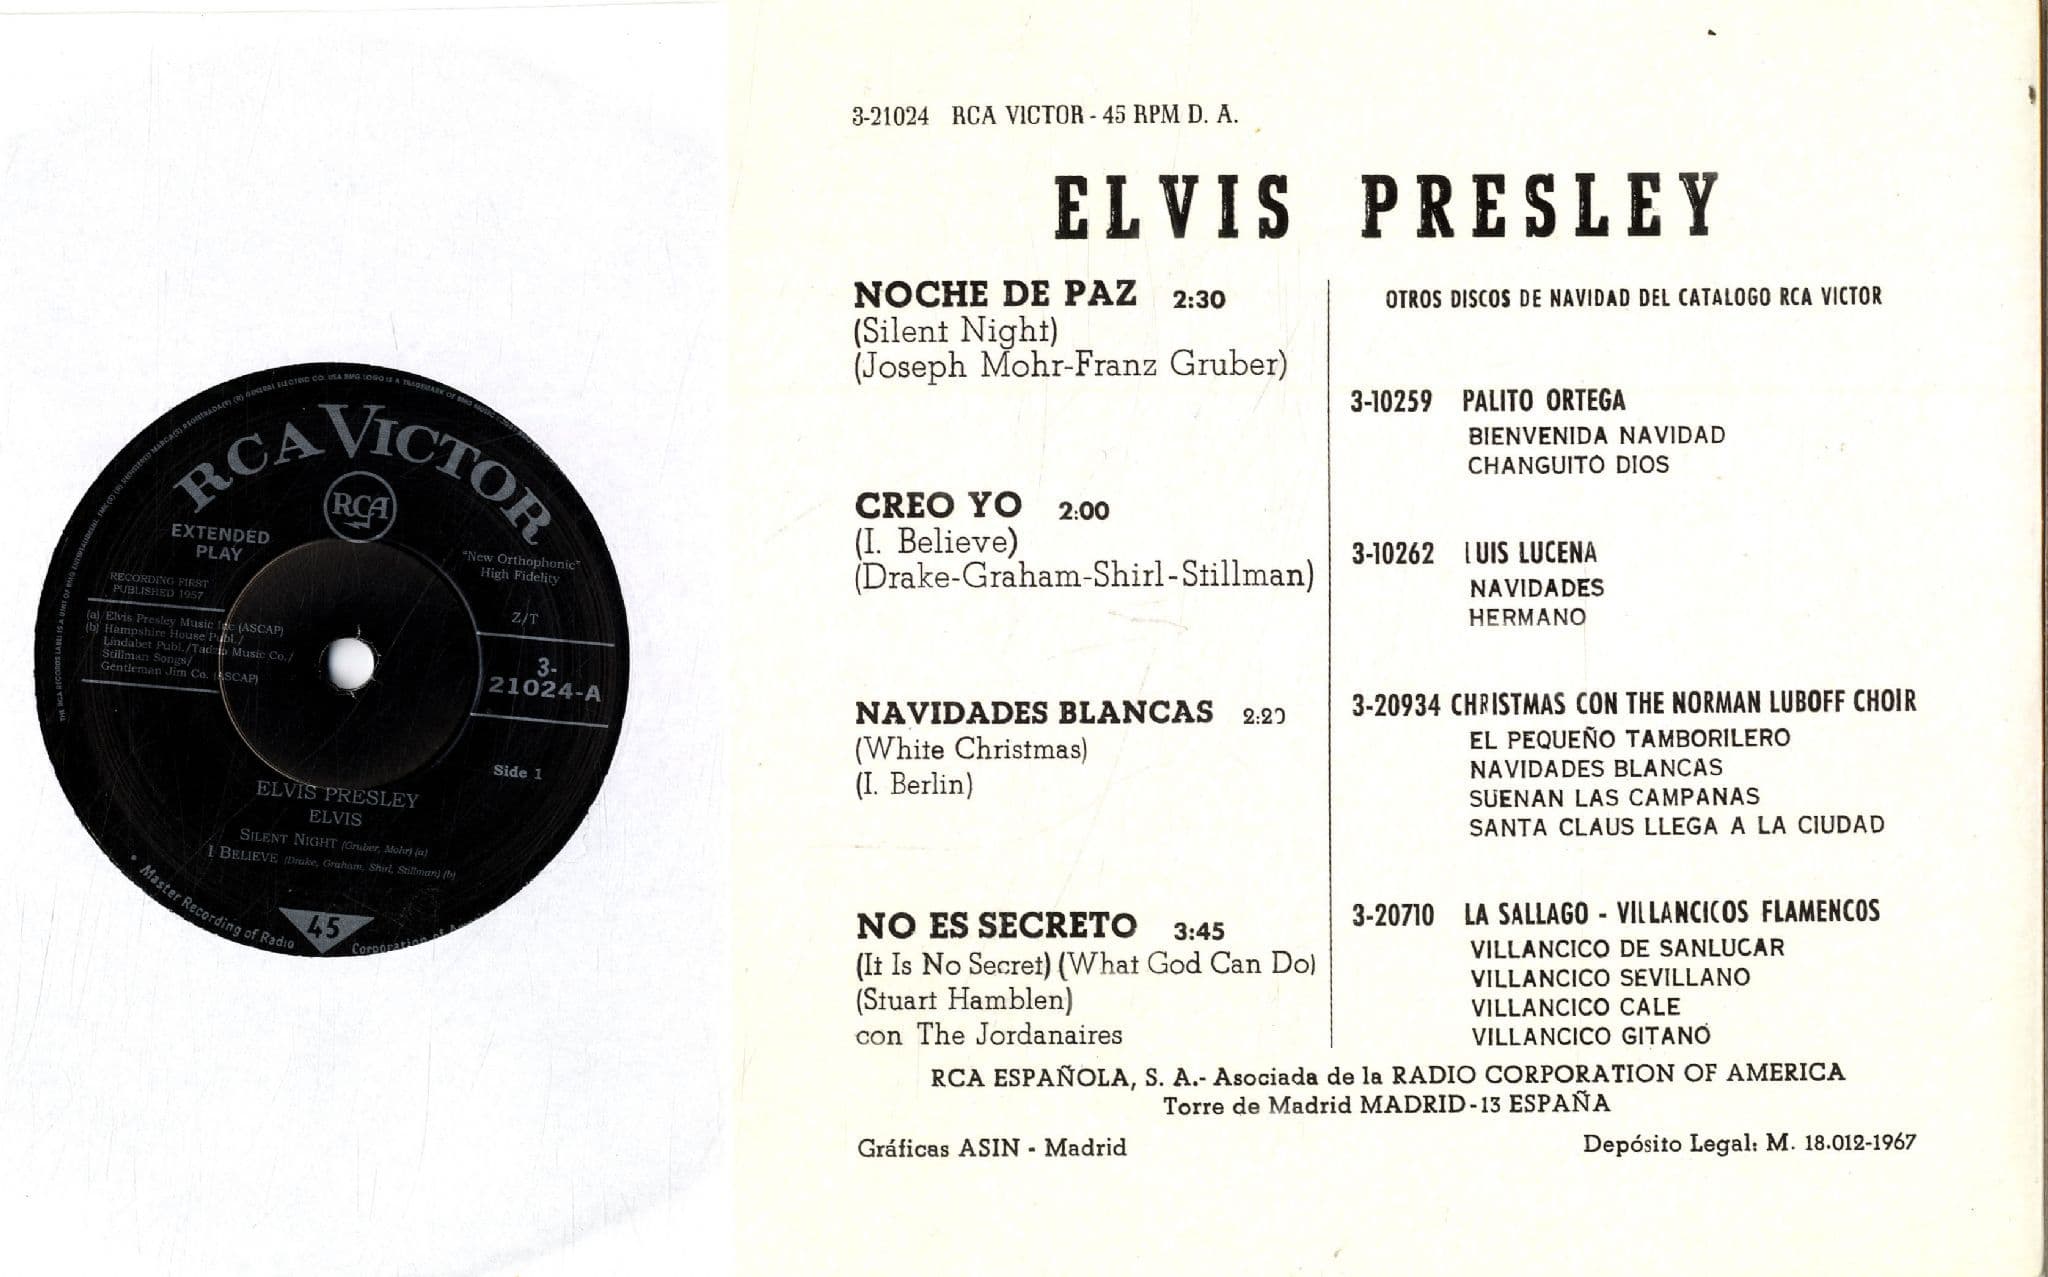 RCA VICTOR
RCA
EXTENDED
PLAY
"New Orthophonic"
High Fidelity
RECORDING FIRST
PUBLISHED 1957
(a) Elvis Presley Music Inc (ASCAP)
(b) Hampshire House Publ./
Lindabet Publ./Tadzio Music Co./
Stillman Songs/
Gentleman Jim Co. (ASCAP)
Z/T
3-
21024-A
Side 1
ELVIS PRESLEY
ELVIS
SILENT NIGHT (Gruber, Mohr) (a)
I BELIEVE (Drake, Graham, Shirl, Stillman) (b)
• Master Recording of Radio Corporation of
45
3-21024 RCA VICTOR - 45 RPM D. A.
ELVIS PRESLEY
NOCHE DE PAZ 2:30
(Silent Night)
(Joseph Mohr-Franz Gruber)
CREO YO 2:00
(I. Believe)
(Drake-Graham-Shirl-Stillman)
NAVIDADES BLANCAS 2:20
(White Christmas)
(I. Berlin)
NO ES SECRETO 3:45
(It Is No Secret) (What God Can Do)
(Stuart Hamblen)
con The Jordanaires
OTROS DISCOS DE NAVIDAD DEL CATALOGO RCA VICTOR
3-10259 PALITO ORTEGA
BIENVENIDA NAVIDAD
CHANGUITO DIOS
3-10262 LUIS LUCENA
NAVIDADES
HERMANO
3-20934 CHRISTMAS CON THE NORMAN LUBOFF CHOIR
EL PEQUEÑO TAMBORILERO
NAVIDADES BLANCAS
SUENAN LAS CAMPANAS
SANTA CLAUS LLEGA A LA CIUDAD
3-20710 LA SALLAGO - VILLANCICOS FLAMENCOS
VILLANCICO DE SANLUCAR
VILLANCICO SEVILLANO
VILLANCICO CALE
VILLANCICO GITANO
RCA ESPAÑOLA, S. A.- Asociada de la RADIO CORPORATION OF AMERICA
Torre de Madrid MADRID-13 ESPAÑA
Gráficas ASIN - Madrid
Depósito Legal: M. 18.012-1967